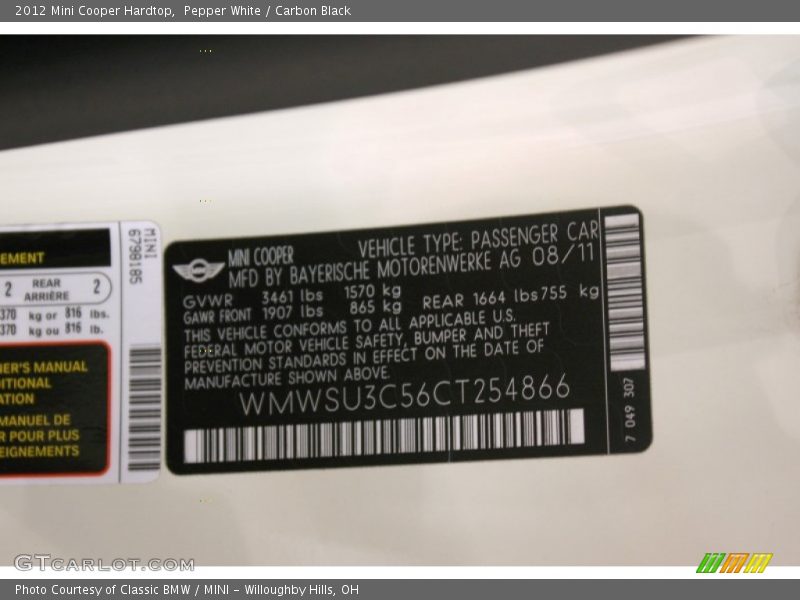 2012 Mini Cooper Hardtop,  Pepper White / Carbon Black
MINI
6798185
EMENT
2 REAR ARRIÈRE 2
370 kg or 816 lbs.
370 kg ou 816 lb.
ER'S MANUAL
DITIONAL
ATION
MANUEL DE
R POUR PLUS
EIGNEMENTS
MINI COOPER VEHICLE TYPE: PASSENGER CAR
MFD BY BAYERISCHE MOTORENWERKE AG 08/11
GVWR 3461 lbs 1570 kg
GAWR FRONT 1907 lbs 865 kg REAR 1664 lbs 755 kg
THIS VEHICLE CONFORMS TO ALL APPLICABLE U.S.
FEDERAL MOTOR VEHICLE SAFETY, BUMPER AND THEFT
PREVENTION STANDARDS IN EFFECT ON THE DATE OF
MANUFACTURE SHOWN ABOVE.
WMWSU3C56CT254866
7 049 307
GTCARLOT.COM
Photo Courtesy of Classic BMW / MINI - Willoughby Hills, OH